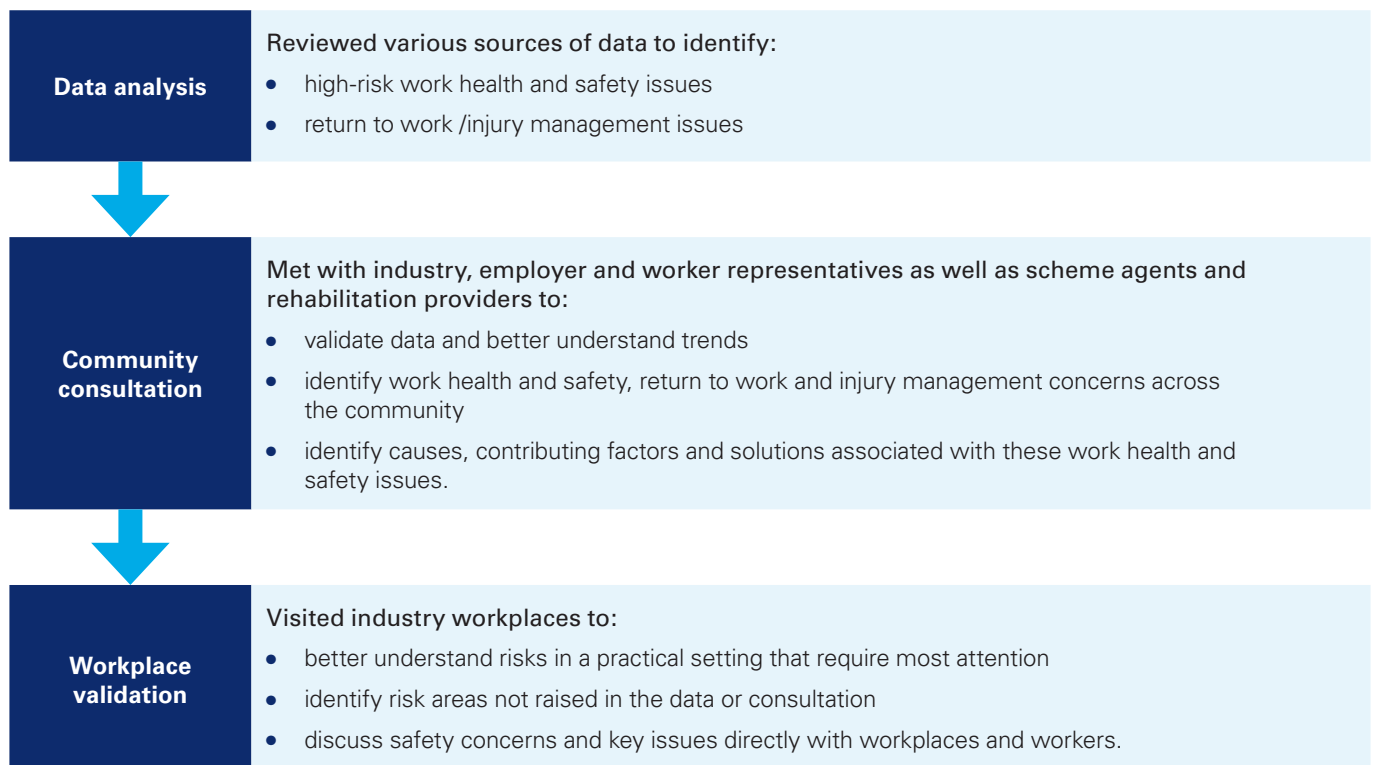 Data analysis
Reviewed various sources of data to identify:
• high-risk work health and safety issues
• return to work /injury management issues
Community
consultation
Met with industry, employer and worker representatives as well as scheme agents and
rehabilitation providers to:
• validate data and better understand trends
• identify work health and safety, return to work and injury management concerns across
the community
• identify causes, contributing factors and solutions associated with these work health and
safety issues.
Workplace
validation
Visited industry workplaces to:
• better understand risks in a practical setting that require most attention
• identify risk areas not raised in the data or consultation
• discuss safety concerns and key issues directly with workplaces and workers.